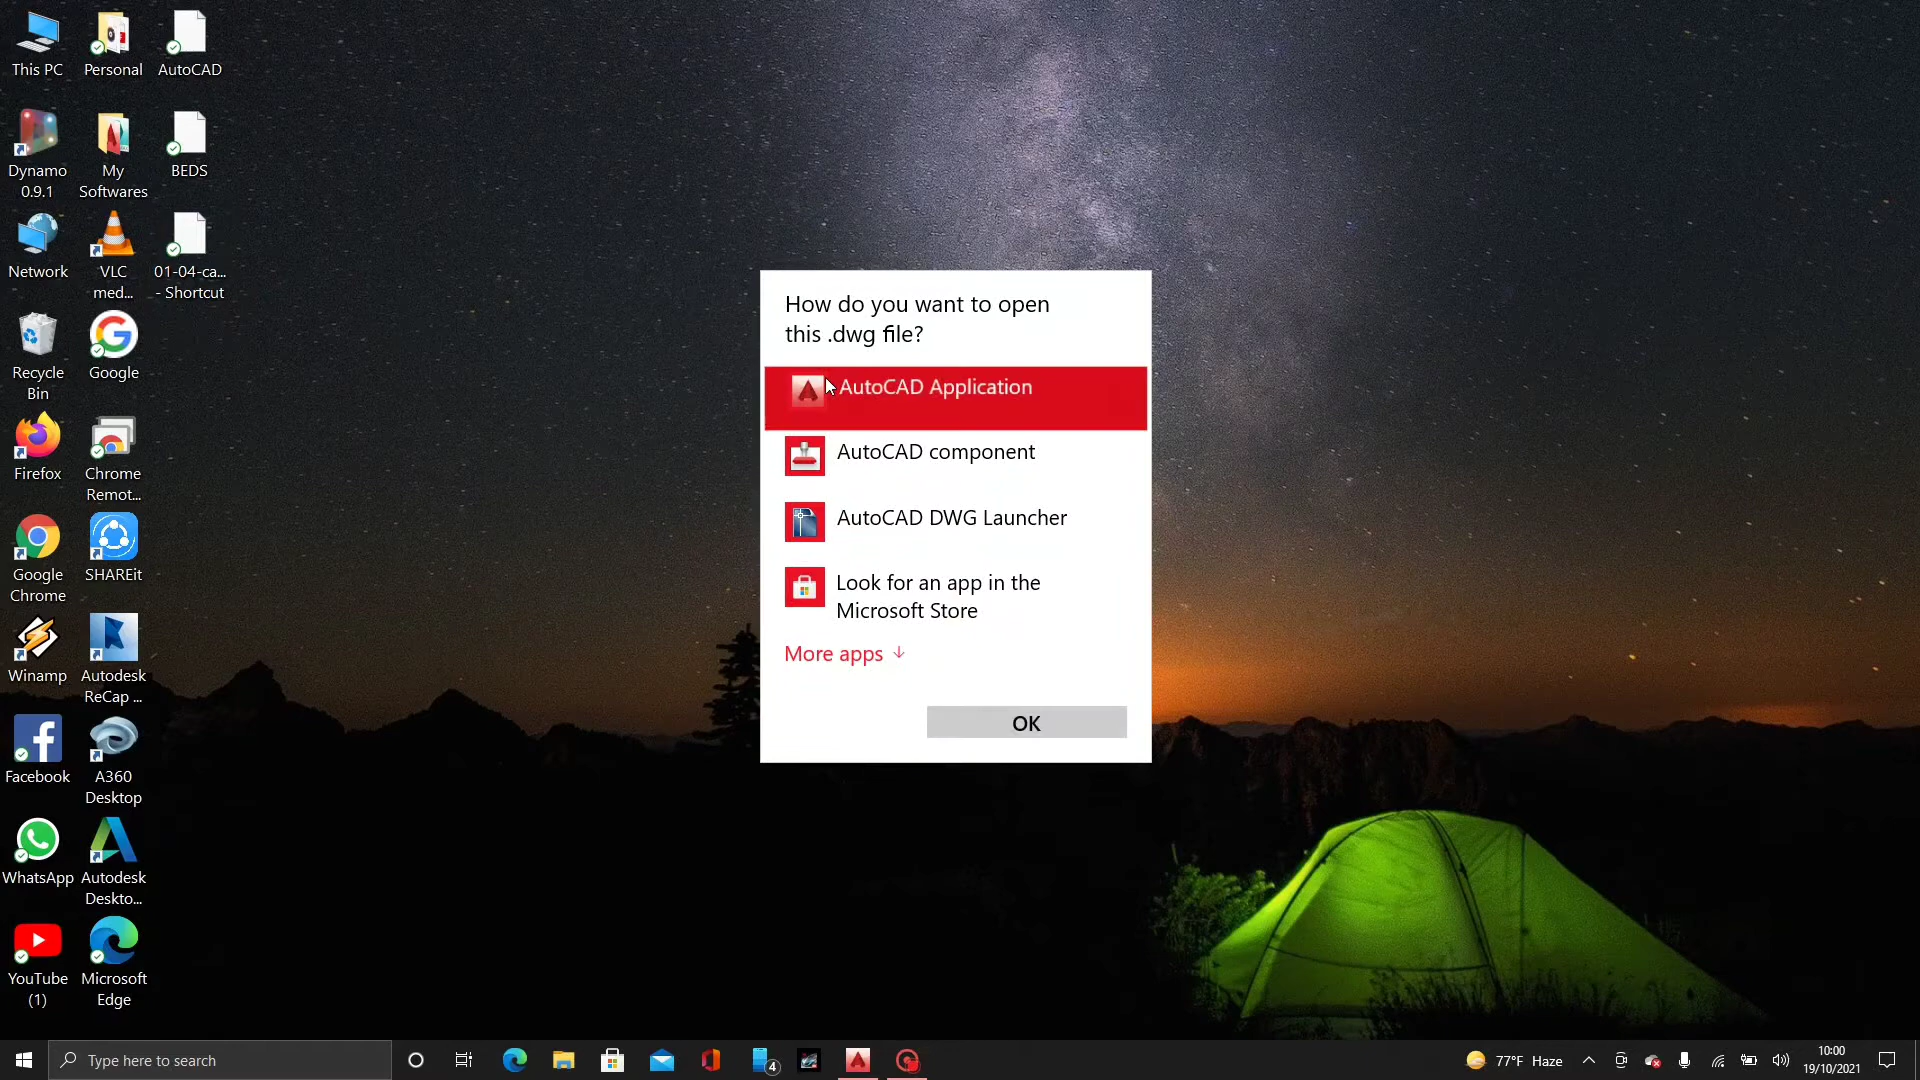 This PC
Personal
AutoCAD
Dynamo
0.9.1
My
Softwares
BEDS
Network
VLC
med...
01-04-ca...
- Shortcut
Recycle
Bin
Google
Firefox
Chrome
Remot...
Google
Chrome
SHAREit
Winamp
Autodesk
ReCap ...
Facebook
A360
Desktop
WhatsApp
Autodesk
Deskto...
YouTube
(1)
Microsoft
Edge
How do you want to open
this .dwg file?
AutoCAD Application
AutoCAD component
AutoCAD DWG Launcher
Look for an app in the
Microsoft Store
More apps ↓
OK
Type here to search
4
77°F Haze
10:00
19/10/2021